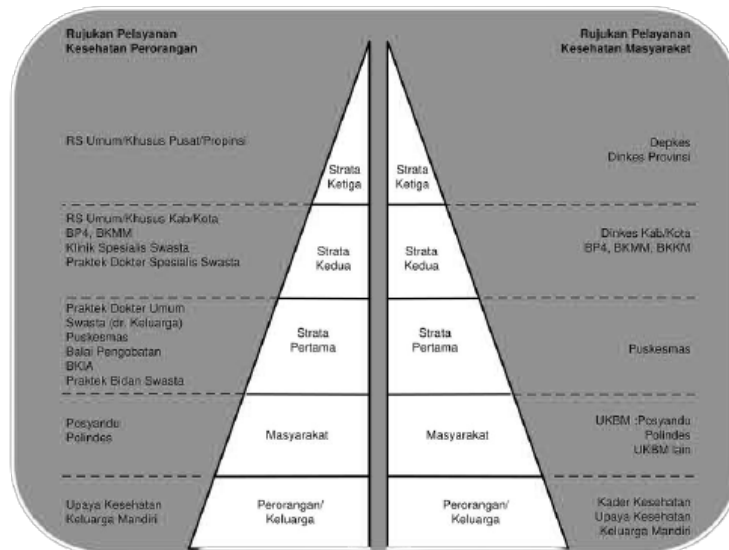 Rujukan Pelayanan
Kesehatan Perorangan
Rujukan Pelayanan
Kesehatan Masyarakat
RS Umum/Khusus Pusat/Propinsi
Strata
Ketiga
Strata
Ketiga
Depkes
Dinkes Provinsi
RS Umum/Khusus Kab/Kota
BP4, BKMM
Klinik Spesialis Swasta
Praktek Dokter Spesialis Swasta
Strata
Kedua
Strata
Kedua
Dinkes Kab/Kota
BP4, BKMM, BKKM
Praktek Dokter Umum
Swasta (dr. Keluarga)
Puskesmas
Balai Pengobatan
BKIA
Praktek Bidan Swasta
Strata
Pertama
Strata
Pertama
Puskesmas
Posyandu
Polindes
Masyarakat
Masyarakat
UKBM :Posyandu
Polindes
UKBM lain
Upaya Kesehatan
Keluarga Mandiri
Perorangan/
Keluarga
Perorangan/
Keluarga
Kader Kesehatan
Upaya Kesehatan
Keluarga Mandiri